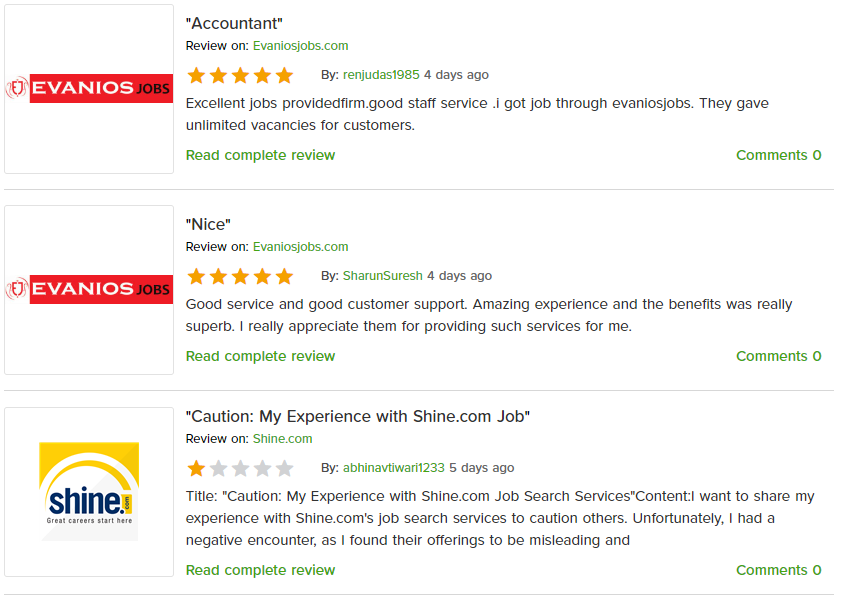 "Accountant"
Review on: Evaniosjobs.com
EVANIOS JOBS
By: renjudas1985 4 days ago
Excellent jobs providedfirm.good staff service .i got job through evaniosjobs. They gave
unlimited vacancies for customers.
Read complete review
Comments 0
"Nice"
Review on: Evaniosjobs.com
EVANIOS JOBS
By: SharunSuresh 4 days ago
Good service and good customer support. Amazing experience and the benefits was really
superb. I really appreciate them for providing such services for me.
Read complete review
Comments 0
"Caution: My Experience with Shine.com Job"
Review on: Shine.com
By: abhinavtiwari1233 5 days ago
shine.com
Great careers start here
Title: "Caution: My Experience with Shine.com Job Search Services"Content:I want to share my
experience with Shine.com's job search services to caution others. Unfortunately, I had a
negative encounter, as I found their offerings to be misleading and
Read complete review
Comments 0